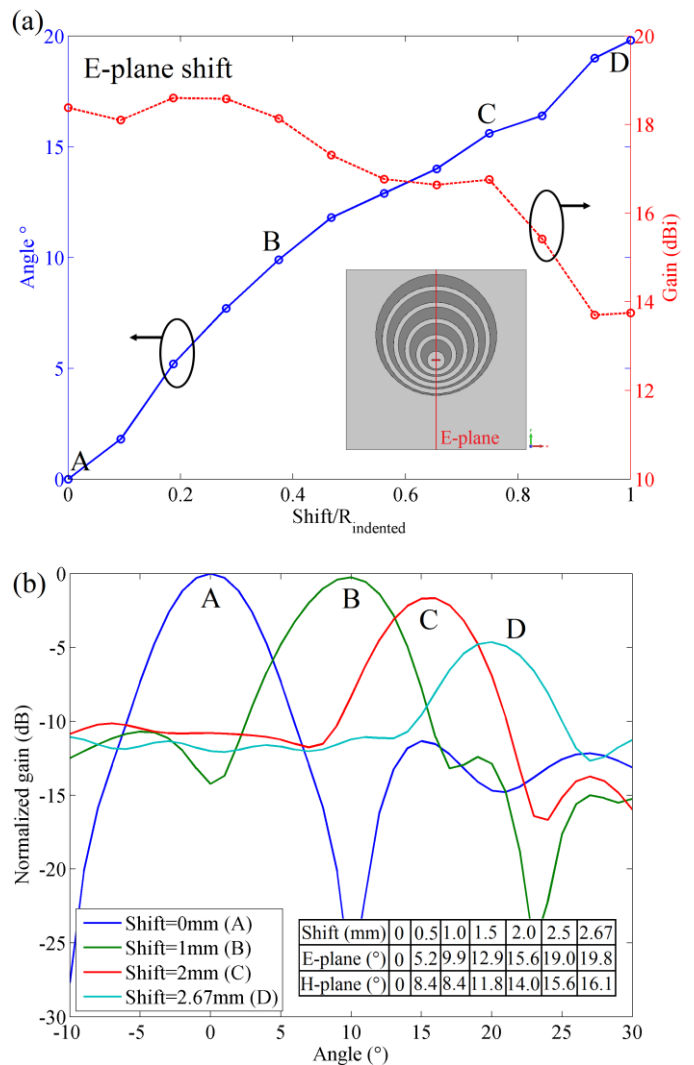 (a)
E-plane shift
A
B
C
D
Angle °
Gain (dBi)
20
15
10
5
0
20
18
16
14
12
10
0
0.2
0.4
0.6
0.8
1
Shift/R_indented
E-plane
(b)
A
B
C
D
Normalized gain (dB)
0
-5
-10
-15
-20
-25
-30
Shift=0mm (A)
Shift=1mm (B)
Shift=2mm (C)
Shift=2.67mm (D)
Shift (mm) 0 0.5 1.0 1.5 2.0 2.5 2.67
E-plane (°) 0 5.2 9.9 12.9 15.6 19.0 19.8
H-plane (°) 0 8.4 8.4 11.8 14.0 15.6 16.1
-10
-5
0
5
10
15
20
25
30
Angle (°)